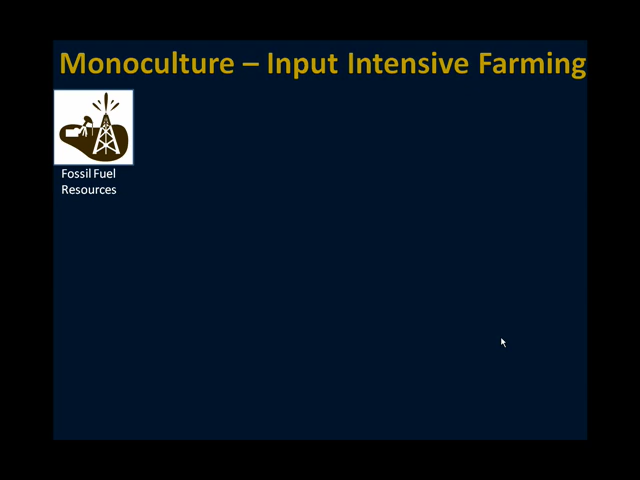 Monoculture – Input Intensive Farming
Fossil Fuel
Resources